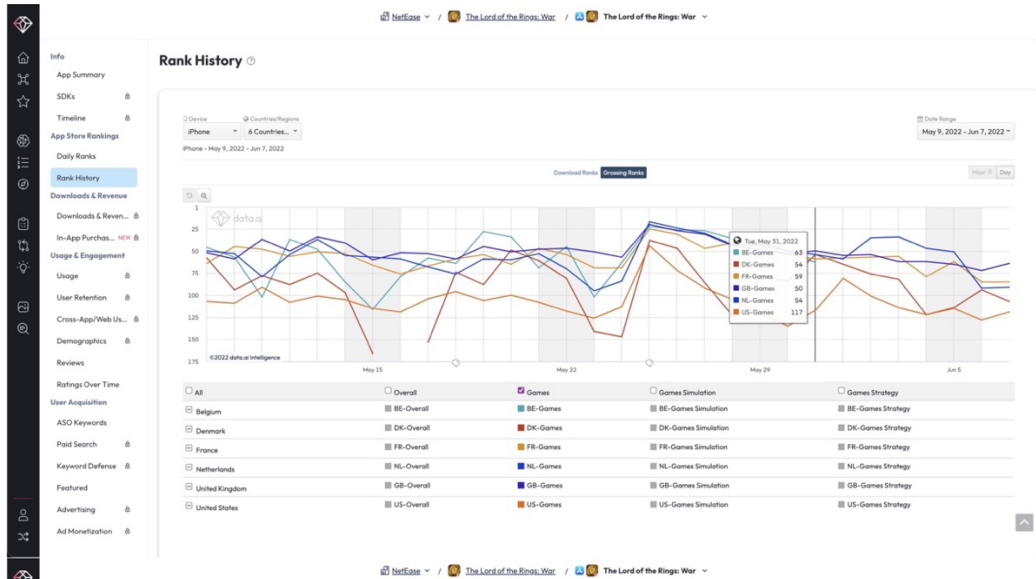 NetEase / The Lord of the Rings: War / The Lord of the Rings: War
Info
App Summary
SDKs
Timeline
App Store Rankings
Daily Ranks
Rank History
Downloads & Revenue
Downloads & Reven...
In-App Purchas... NEW
Usage & Engagement
Usage
User Retention
Cross-App/Web Us...
Demographics
Reviews
Ratings Over Time
User Acquisition
ASO Keywords
Paid Search
Keyword Defense
Featured
Advertising
Ad Monetization
Rank History
Device Countries/Regions Date Range
iPhone 6 Countries... May 9, 2022 - Jun 7, 2022
iPhone - May 9, 2022 - Jun 7, 2022
Download Ranks Grossing Ranks Hour Day
data.ai
1
25
50
75
100
125
150
175
Tue, May 31, 2022
BE-Games 63
DK-Games 54
FR-Games 59
GB-Games 50
NL-Games 54
US-Games 117
©2022 data.ai Intelligence
May 15 May 22 May 29 Jun 5
All Overall Games Games Simulation Games Strategy
Belgium BE-Overall BE-Games BE-Games Simulation BE-Games Strategy
Denmark DK-Overall DK-Games DK-Games Simulation DK-Games Strategy
France FR-Overall FR-Games FR-Games Simulation FR-Games Strategy
Netherlands NL-Overall NL-Games NL-Games Simulation NL-Games Strategy
United Kingdom GB-Overall GB-Games GB-Games Simulation GB-Games Strategy
United States US-Overall US-Games US-Games Simulation US-Games Strategy
NetEase / The Lord of the Rings: War / The Lord of the Rings: War